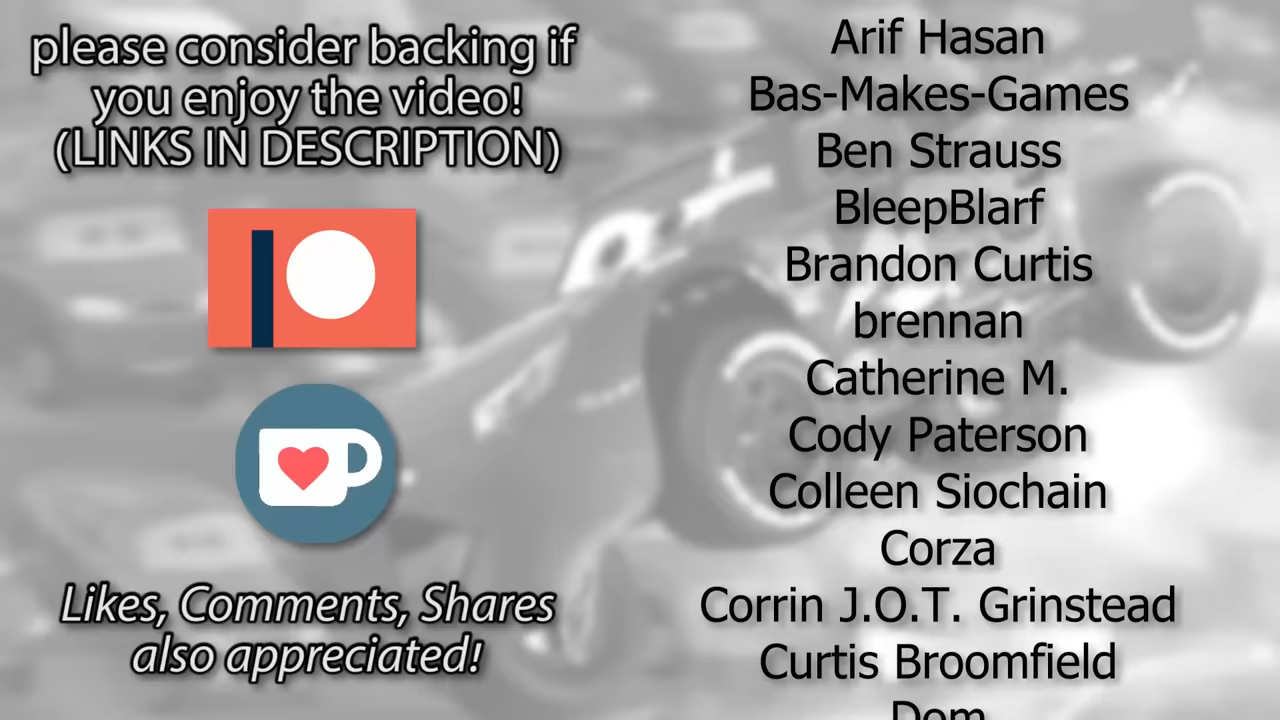 please consider backing if
you enjoy the video!
(LINKS IN DESCRIPTION)
Likes, Comments, Shares
also appreciated!
Arif Hasan
Bas-Makes-Games
Ben Strauss
BleepBlarf
Brandon Curtis
brennan
Catherine M.
Cody Paterson
Colleen Siochain
Corza
Corrin J.O.T. Grinstead
Curtis Broomfield
Dom